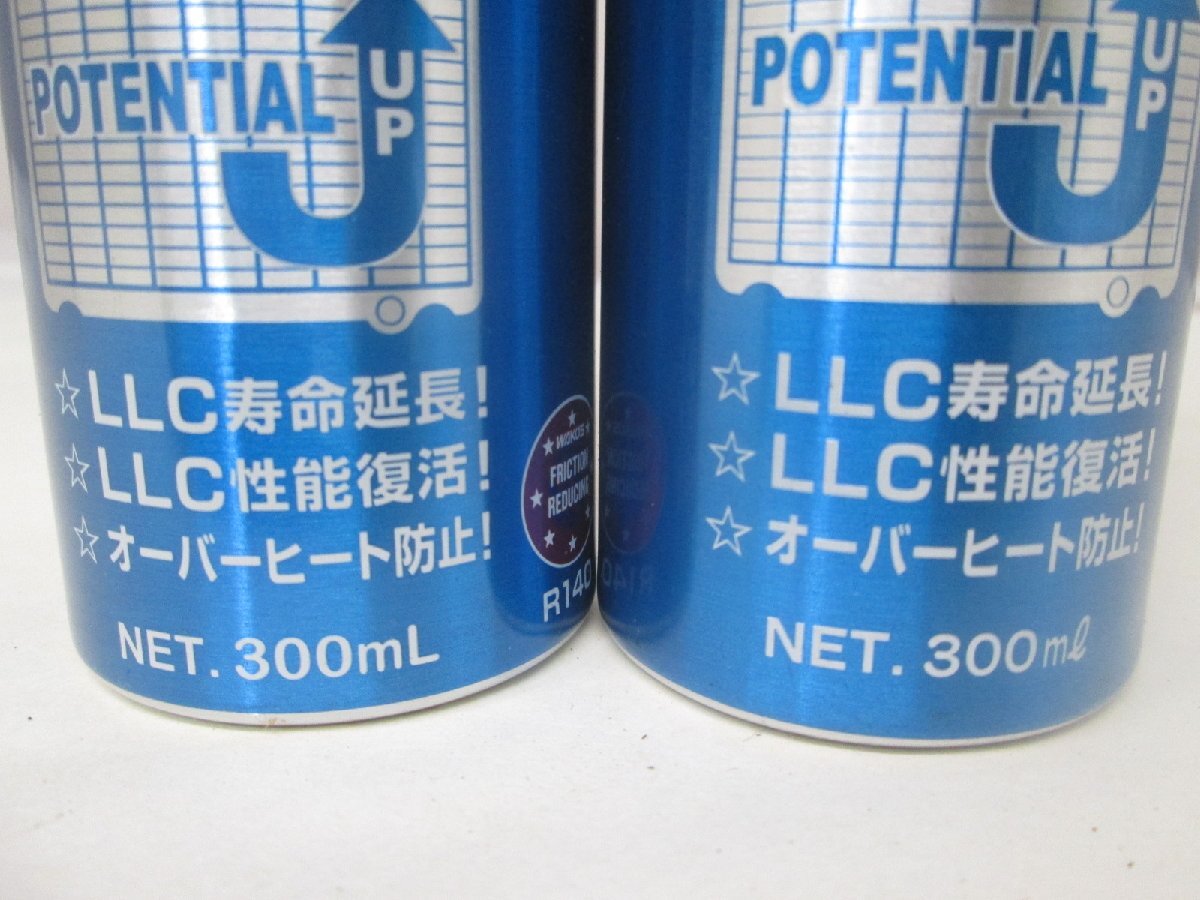 POTENTIAL
UP
☆LLC寿命延長!
☆LLC性能復活!
☆オーバーヒート防止!
NET. 300mL
WAKO'S
FRICTION
REDUCING
R140
POTENTIAL
UP
☆LLC寿命延長!
☆LLC性能復活!
☆オーバーヒート防止!
NET. 300mℓ